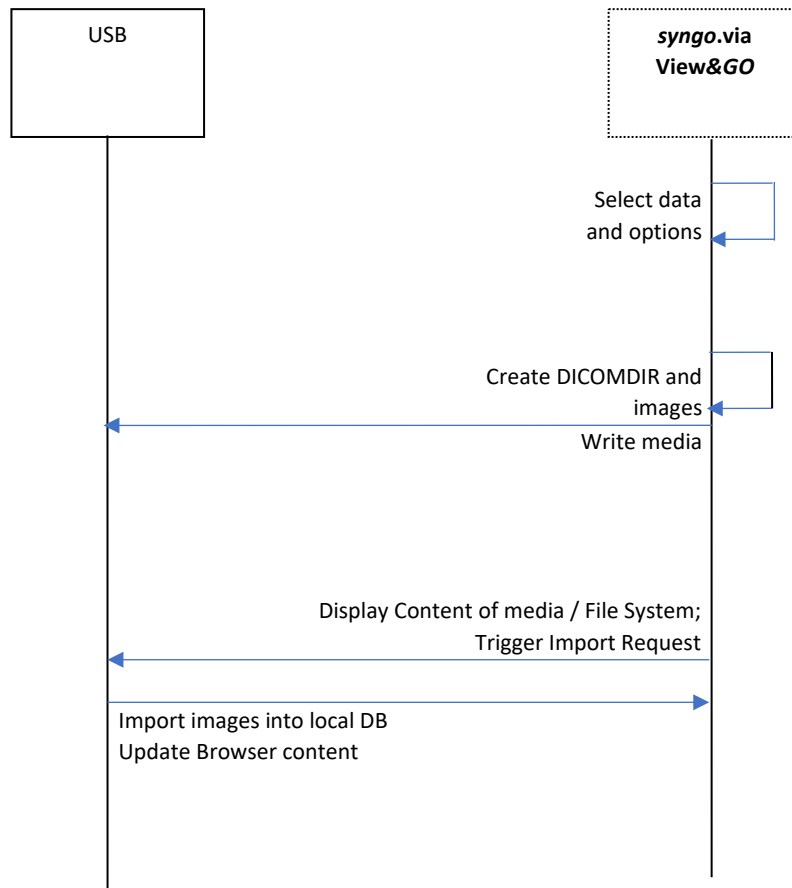 USB
syngo.via
View&GO
Select data
and options
Create DICOMDIR and
images
Write media
Display Content of media / File System;
Trigger Import Request
Import images into local DB
Update Browser content